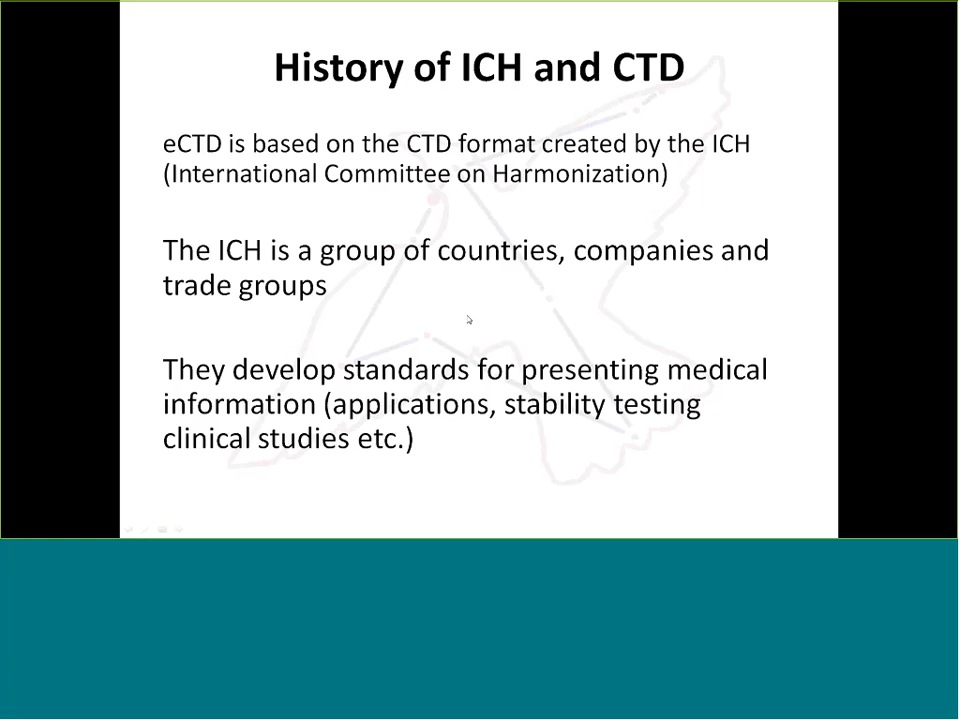 History of ICH and CTD
eCTD is based on the CTD format created by the ICH
(International Committee on Harmonization)
The ICH is a group of countries, companies and
trade groups
They develop standards for presenting medical
information (applications, stability testing
clinical studies etc.)